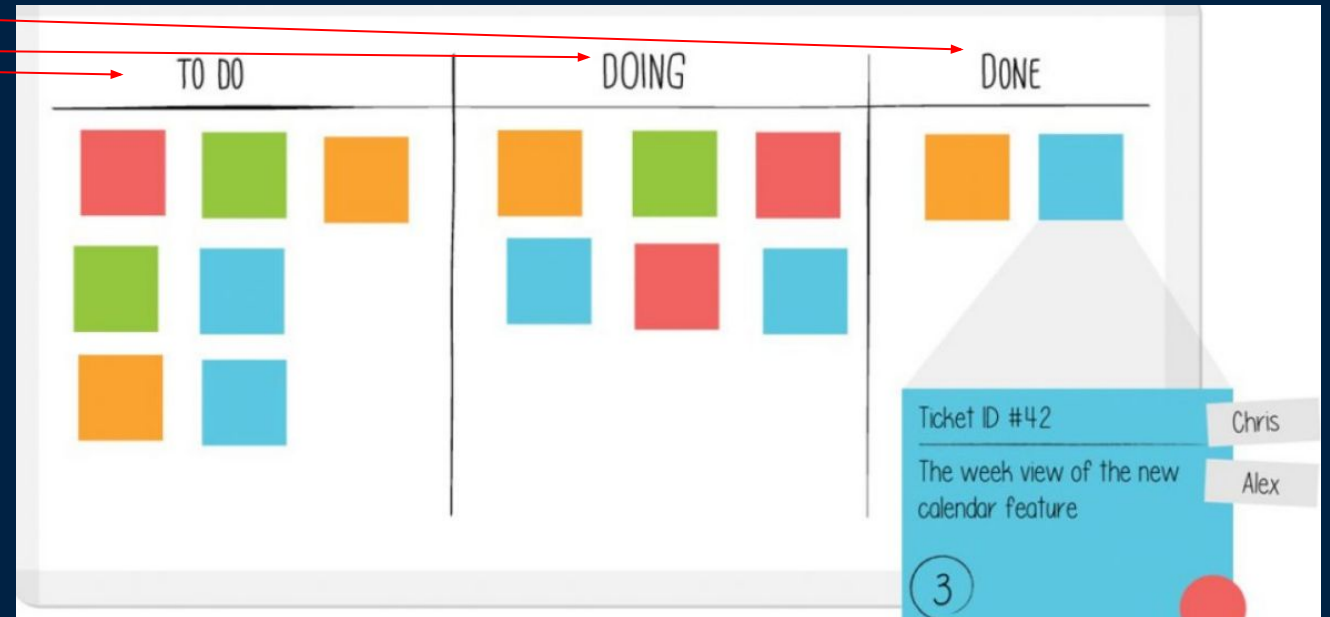 TO DO
DOING
DONE
Ticket ID #42
Chris
The week view of the new
calendar feature
Alex
3